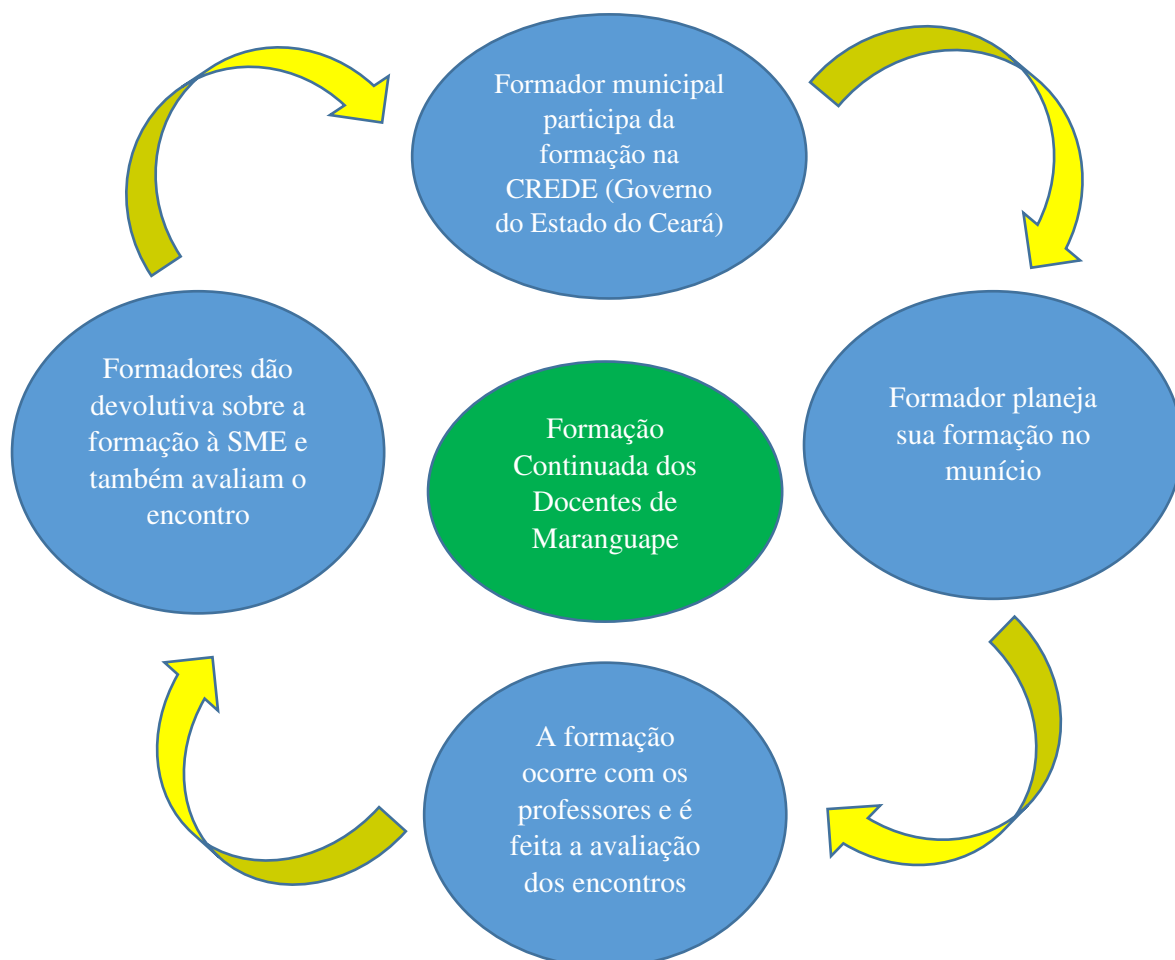 Formador municipal
participa da
formação na
CREDE (Governo
do Estado do Ceará)
Formador planeja
sua formação no
munício
A formação
ocorre com os
professores e é
feita a avaliação
dos encontros
Formadores dão
devolutiva sobre a
formação à SME e
também avaliam o
encontro
Formação
Continuada dos
Docentes de
Maranguape